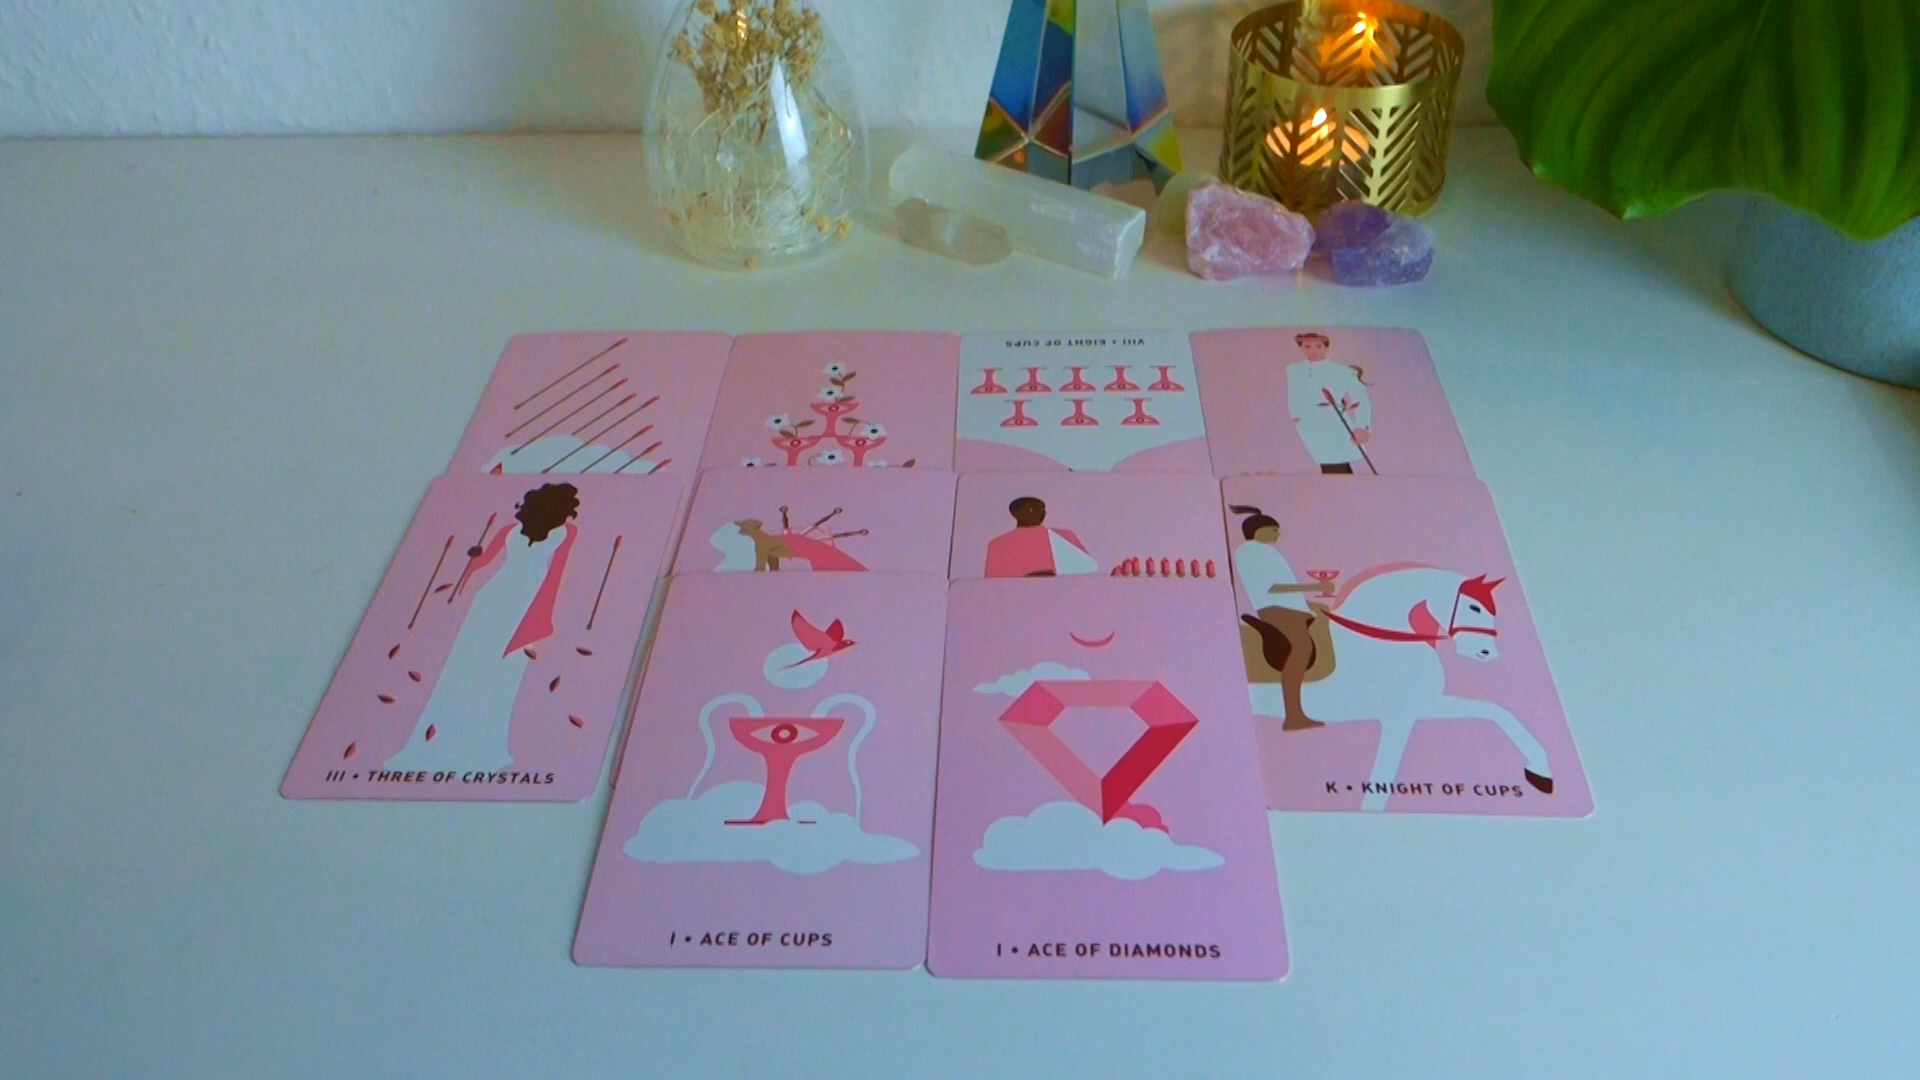 VIII • EIGHT OF CUPS
III • THREE OF CRYSTALS
K • KNIGHT OF CUPS
I • ACE OF CUPS
I • ACE OF DIAMONDS